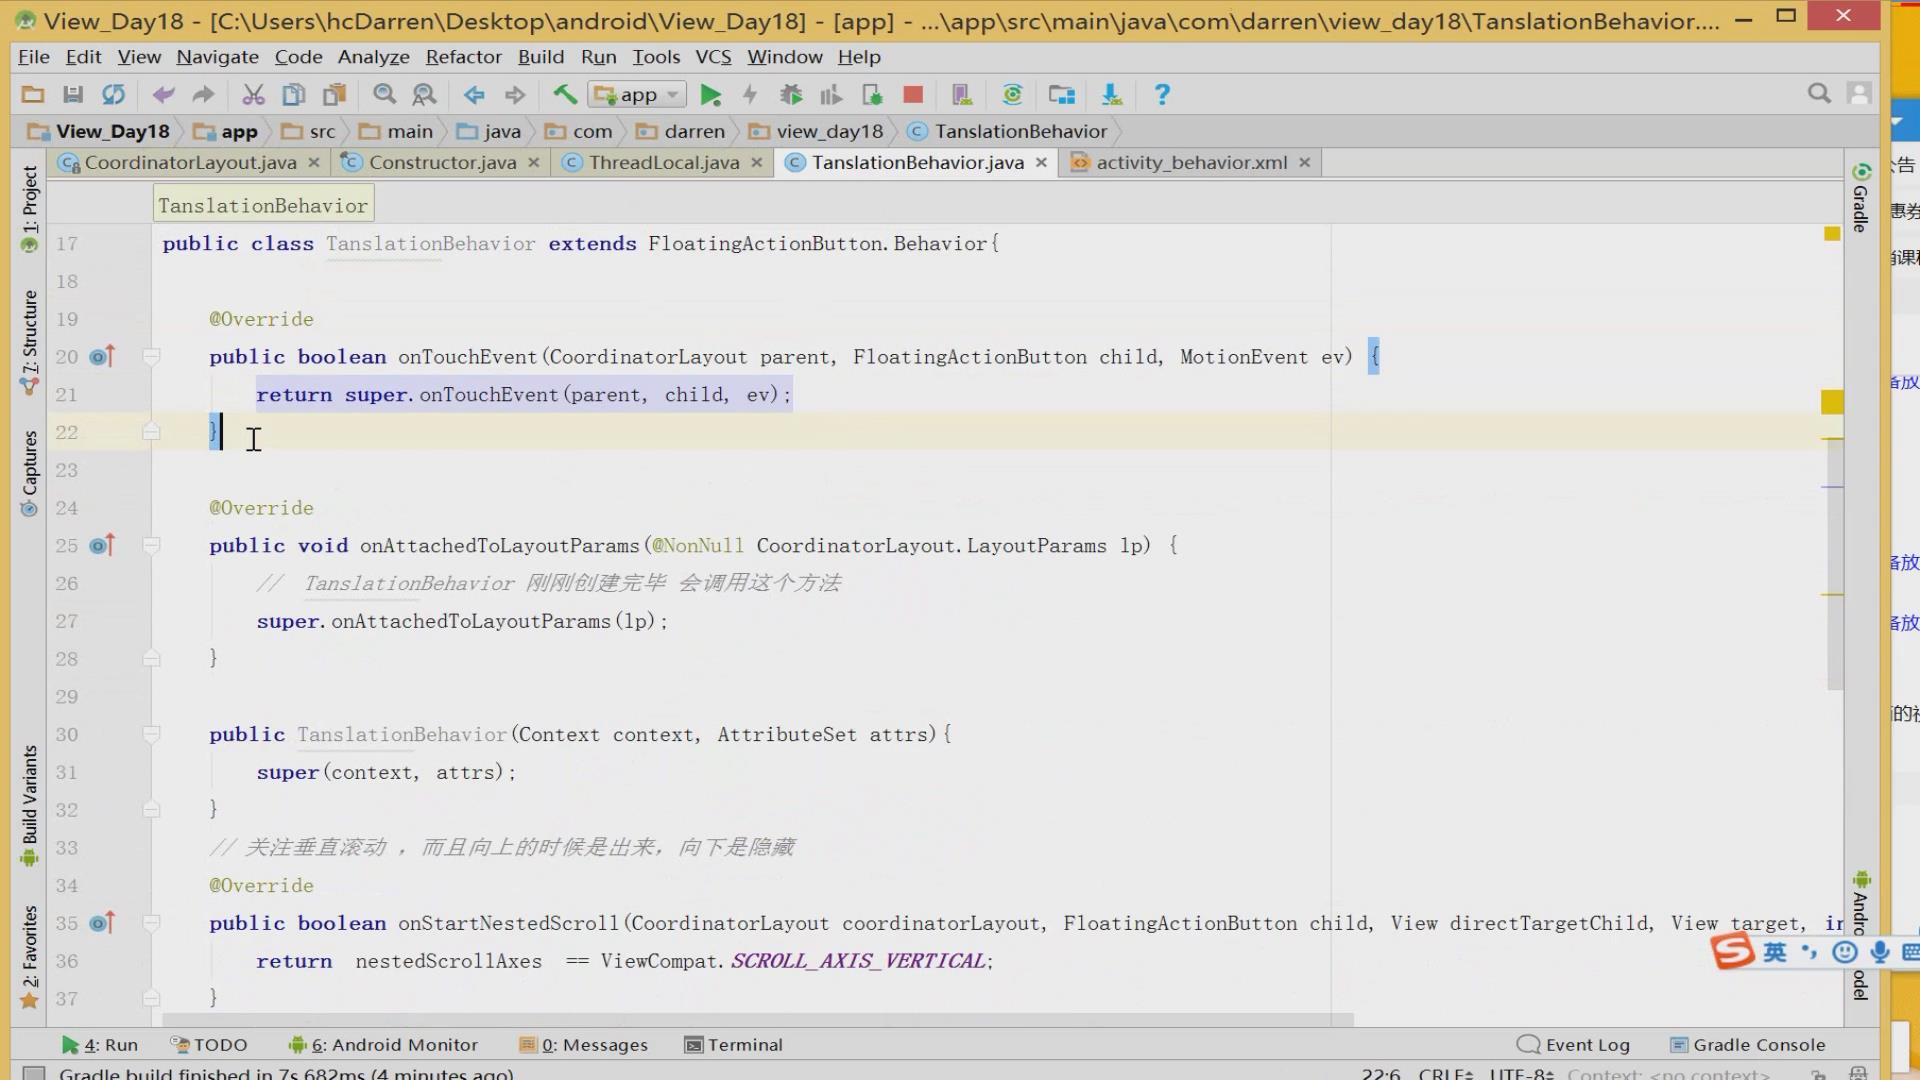 View_Day18 - [C:\Users\hcDarren\Desktop\android\View_Day18] - [app] - ...\app\src\main\java\com\darren\view_day18\TanslationBehavior....
File Edit View Navigate Code Analyze Refactor Build Run Tools VCS Window Help
app
View_Day18 app src main java com darren view_day18 TanslationBehavior
CoordinatorLayout.java Constructor.java ThreadLocal.java TanslationBehavior.java activity_behavior.xml
TanslationBehavior
17 public class TanslationBehavior extends FloatingActionButton.Behavior{
18
19 @Override
20 public boolean onTouchEvent(CoordinatorLayout parent, FloatingActionButton child, MotionEvent ev) {
21 return super.onTouchEvent(parent, child, ev);
22 }
23
24 @Override
25 public void onAttachedToLayoutParams(@NonNull CoordinatorLayout.LayoutParams lp) {
26 // TanslationBehavior 刚刚创建完毕 会调用这个方法
27 super.onAttachedToLayoutParams(lp);
28 }
29
30 public TanslationBehavior(Context context, AttributeSet attrs){
31 super(context, attrs);
32 }
33 // 关注垂直滚动 ，而且向上的时候是出来，向下是隐藏
34 @Override
35 public boolean onStartNestedScroll(CoordinatorLayout coordinatorLayout, FloatingActionButton child, View directTargetChild, View target, in
36 return nestedScrollAxes == ViewCompat.SCROLL_AXIS_VERTICAL;
37 }
1: Project
7: Structure
Captures
Build Variants
2: Favorites
Gradle
英
4: Run TODO 6: Android Monitor 0: Messages Terminal Event Log Gradle Console
Gradle build finished in 7s 682ms (4 minutes ago) 22:6 CRLF UTF-8 Context: <no context>